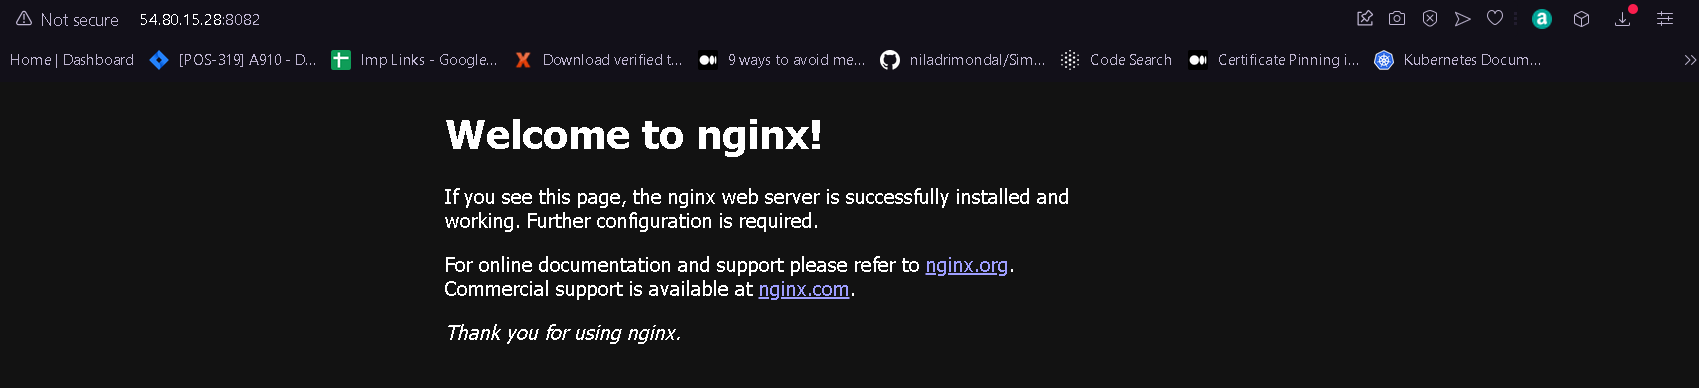 Not secure 54.80.15.28:8082
Home | Dashboard [POS-319] A910 - D... Imp Links - Google... Download verified t... 9 ways to avoid me... niladrimondal/Sim... Code Search Certificate Pinning i... Kubernetes Docum...
Welcome to nginx!
If you see this page, the nginx web server is successfully installed and
working. Further configuration is required.
For online documentation and support please refer to nginx.org.
Commercial support is available at nginx.com.
Thank you for using nginx.